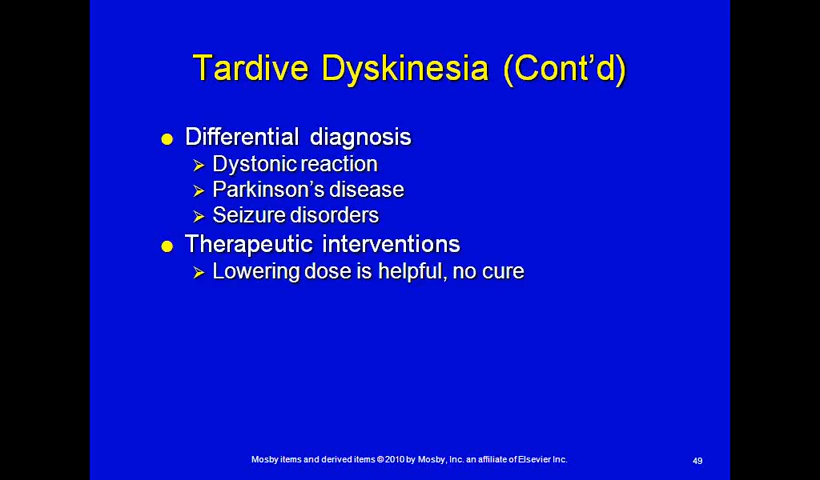 Tardive Dyskinesia (Cont’d)
● Differential diagnosis
➢ Dystonic reaction
➢ Parkinson’s disease
➢ Seizure disorders
● Therapeutic interventions
➢ Lowering dose is helpful, no cure
Mosby items and derived items © 2010 by Mosby, Inc. an affiliate of Elsevier Inc.
49